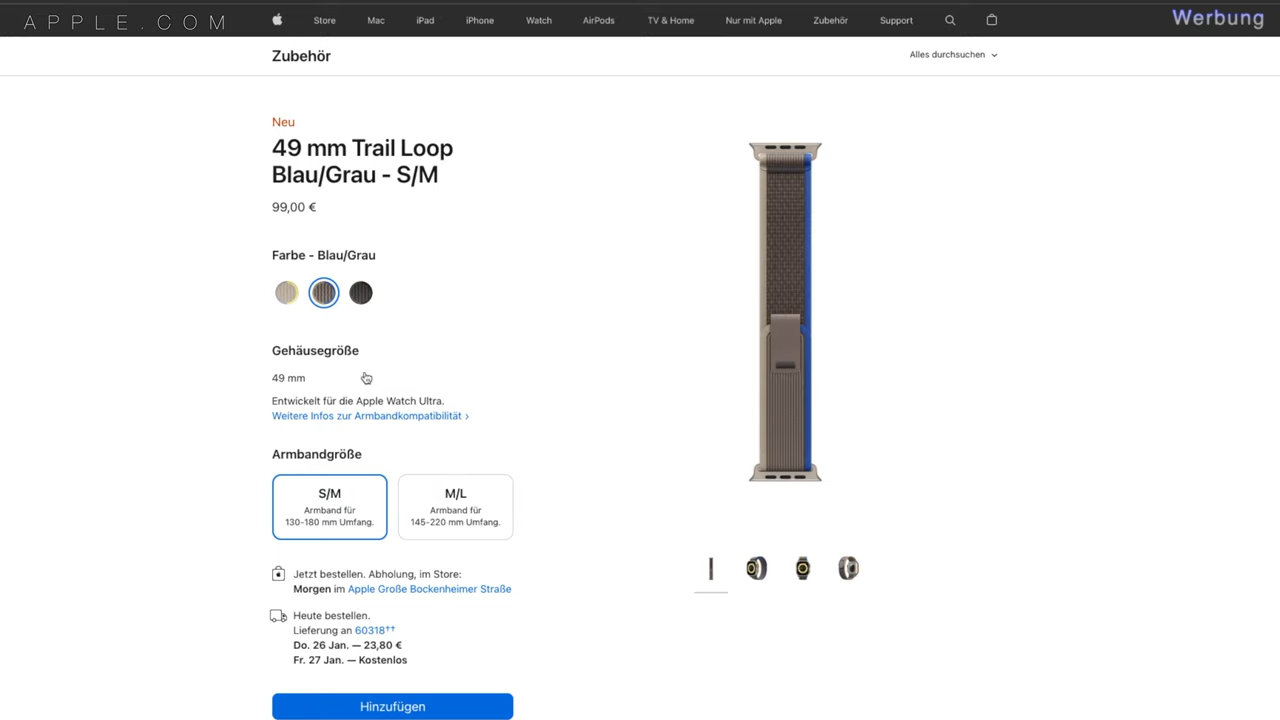 APPLE.COM
Store Mac iPad iPhone Watch AirPods TV & Home Nur mit Apple Zubehör Support
Werbung
Zubehör
Alles durchsuchen
Neu
49 mm Trail Loop
Blau/Grau - S/M
99,00 €
Farbe - Blau/Grau
Gehäusegröße
49 mm
Entwickelt für die Apple Watch Ultra.
Weitere Infos zur Armbandkompatibilität >
Armbandgröße
S/M
Armband für
130-180 mm Umfang.
M/L
Armband für
145-220 mm Umfang.
Jetzt bestellen. Abholung, im Store:
Morgen im Apple Große Bockenheimer Straße
Heute bestellen.
Lieferung an 60318††
Do. 26 Jan. — 23,80 €
Fr. 27 Jan. — Kostenlos
Hinzufügen